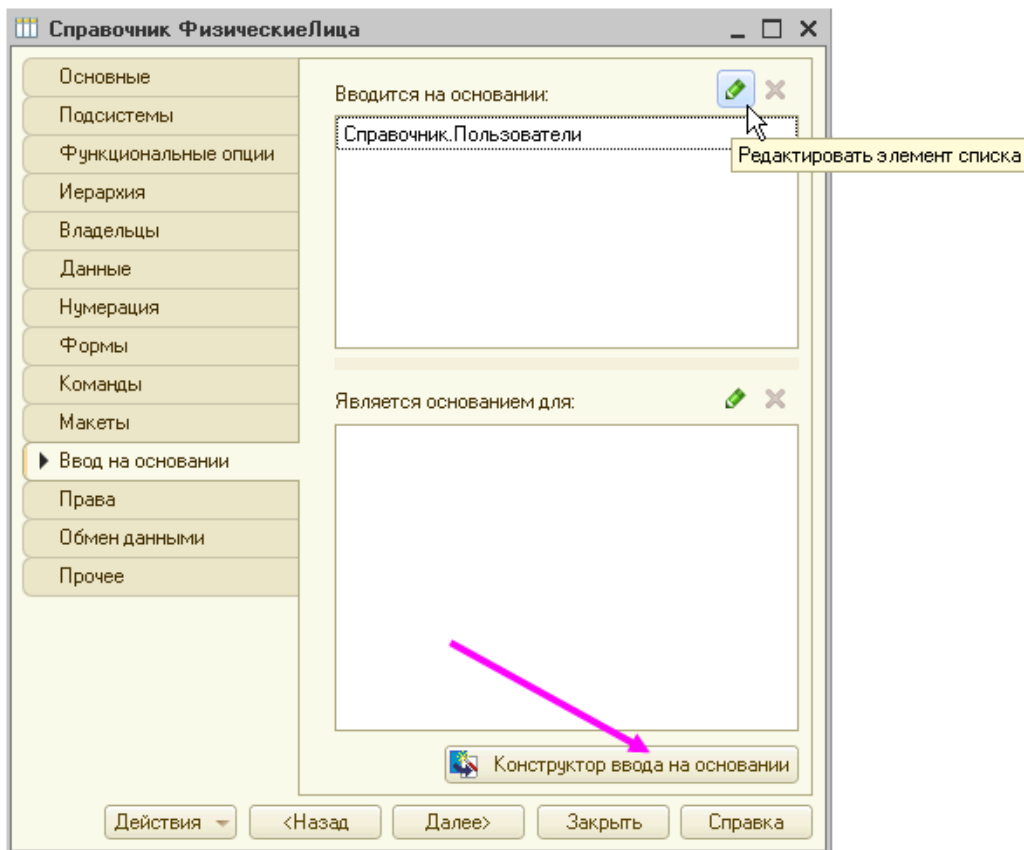 Справочник ФизическиеЛица
Основные
Подсистемы
Функциональные опции
Иерархия
Владельцы
Данные
Нумерация
Формы
Команды
Макеты
Ввод на основании
Права
Обмен данными
Прочее
Вводится на основании:
Справочник.Пользователи
Редактировать элемент списка
Является основанием для:
Конструктор ввода на основании
Действия
<Назад
Далее>
Закрыть
Справка